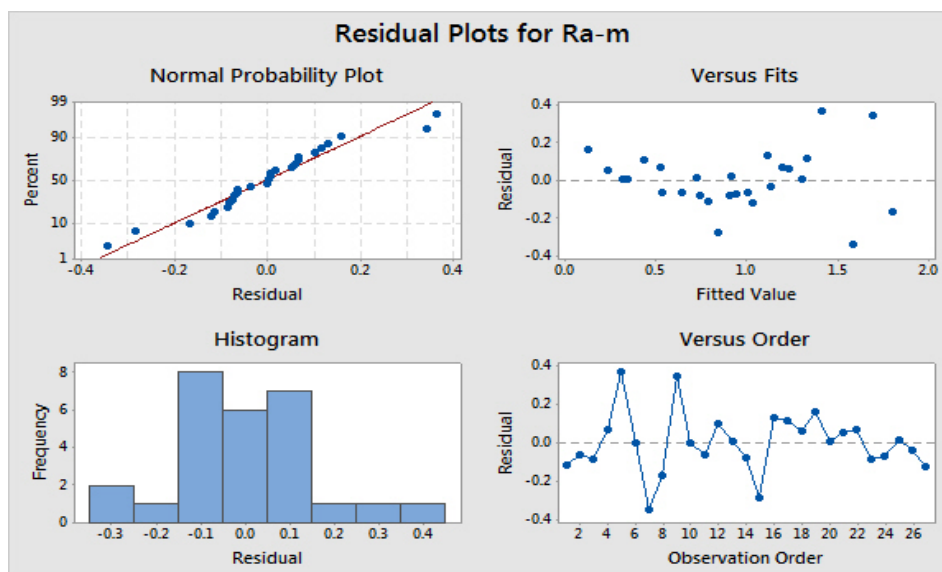 Residual Plots for Ra-m
Normal Probability Plot
99
90
50
10
1
Percent
-0.4 -0.2 0.0 0.2 0.4
Residual
Versus Fits
0.4
0.2
0.0
-0.2
-0.4
Residual
0.0 0.5 1.0 1.5 2.0
Fitted Value
Histogram
8
6
4
2
0
Frequency
-0.3 -0.2 -0.1 0.0 0.1 0.2 0.3 0.4
Residual
Versus Order
0.4
0.2
0.0
-0.2
-0.4
Residual
2 4 6 8 10 12 14 16 18 20 22 24 26
Observation Order